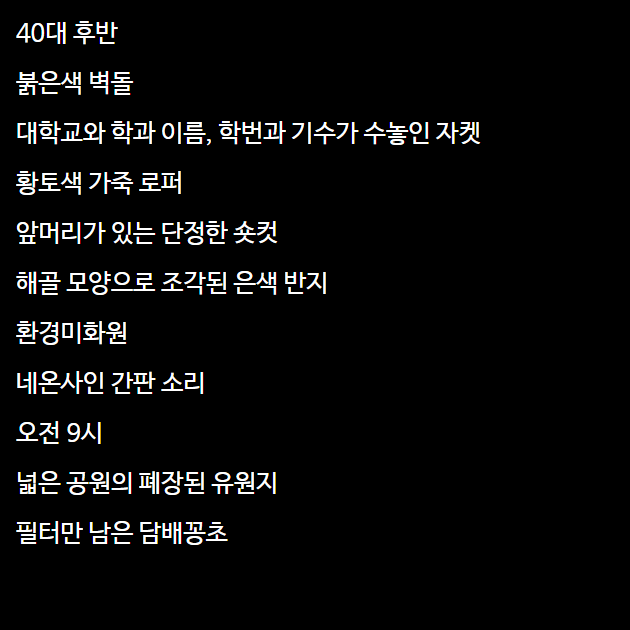 40대 후반
붉은색 벽돌
대학교와 학과 이름, 학번과 기수가 수놓인 자켓
황토색 가죽 로퍼
앞머리가 있는 단정한 숏컷
해골 모양으로 조각된 은색 반지
환경미화원
네온사인 간판 소리
오전 9시
넓은 공원의 폐장된 유원지
필터만 남은 담배꽁초